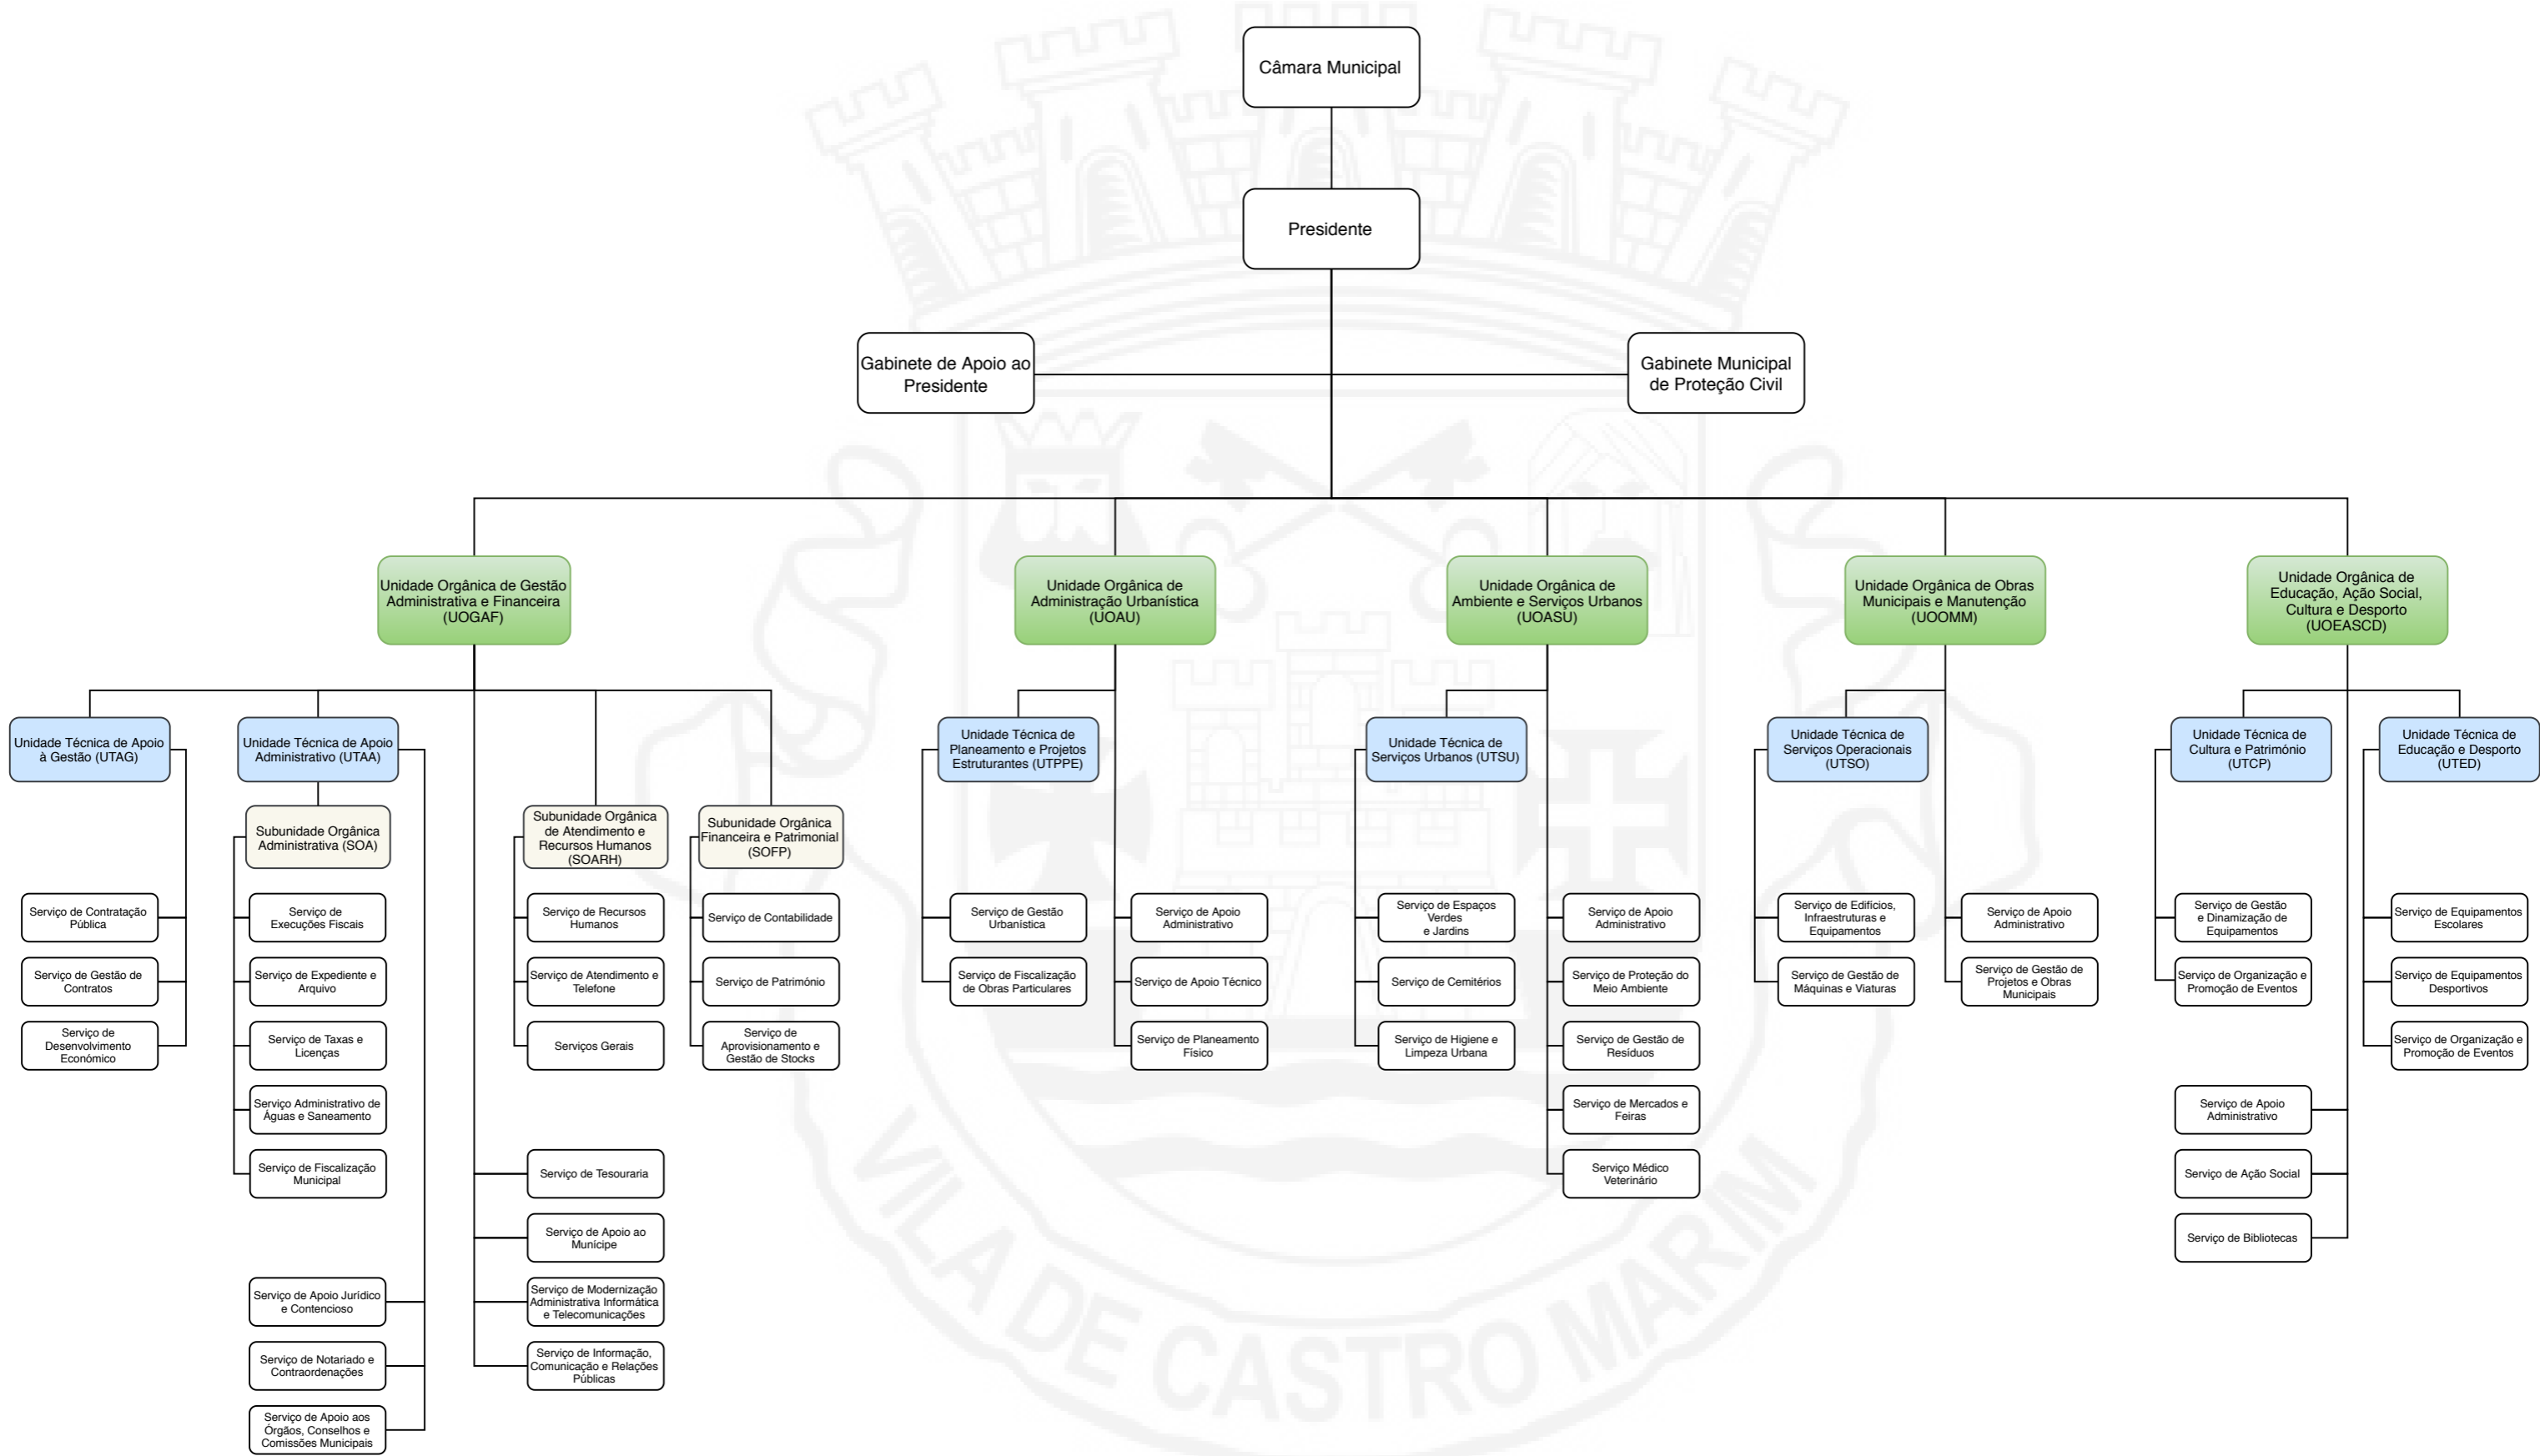 Câmara Municipal
Presidente
Gabinete de Apoio ao
Presidente
Gabinete Municipal
de Proteção Civil
Unidade Orgânica de Gestão
Administrativa e Financeira
(UOGAF)
Unidade Orgânica de
Administração Urbanística
(UOAU)
Unidade Orgânica de
Ambiente e Serviços Urbanos
(UOASU)
Unidade Orgânica de Obras
Municipais e Manutenção
(UOOMM)
Unidade Orgânica de
Educação, Ação Social,
Cultura e Desporto
(UOEASCD)
Unidade Técnica de Apoio
à Gestão (UTAG)
Unidade Técnica de Apoio
Administrativo (UTAA)
Unidade Técnica de
Planeamento e Projetos
Estruturantes (UTPPE)
Unidade Técnica de
Serviços Urbanos (UTSU)
Unidade Técnica de
Serviços Operacionais
(UTSO)
Unidade Técnica de
Cultura e Património
(UTCP)
Unidade Técnica de
Educação e Desporto
(UTED)
Subunidade Orgânica
Administrativa (SOA)
Subunidade Orgânica
de Atendimento e
Recursos Humanos
(SOARH)
Subunidade Orgânica
Financeira e Patrimonial
(SOFP)
Serviço de Contratação
Pública
Serviço de Execuções Fiscais
Serviço de Recursos
Humanos
Serviço de Contabilidade
Serviço de Gestão
Urbanística
Serviço de Apoio
Administrativo
Serviço de Espaços
Verdes
e Jardins
Serviço de Apoio
Administrativo
Serviço de Edifícios,
Infraestruturas e
Equipamentos
Serviço de Apoio
Administrativo
Serviço de Gestão
e Dinamização de
Equipamentos
Serviço de Equipamentos
Escolares
Serviço de Gestão de
Contratos
Serviço de Expediente e
Arquivo
Serviço de Atendimento e
Telefone
Serviço de Património
Serviço de Fiscalização
de Obras Particulares
Serviço de Apoio Técnico
Serviço de Cemitérios
Serviço de Proteção do
Meio Ambiente
Serviço de Gestão de
Máquinas e Viaturas
Serviço de Gestão de
Projetos e Obras
Municipais
Serviço de Organização e
Promoção de Eventos
Serviço de Equipamentos
Desportivos
Serviço de
Desenvolvimento
Económico
Serviço de Taxas e
Licenças
Serviços Gerais
Serviço de
Aprovisionamento e
Gestão de Stocks
Serviço de Planeamento
Físico
Serviço de Higiene e
Limpeza Urbana
Serviço de Gestão de
Resíduos
Serviço de Organização e
Promoção de Eventos
Serviço Administrativo de
Águas e Saneamento
Serviço de Mercados e
Feiras
Serviço de Apoio
Administrativo
Serviço de Fiscalização
Municipal
Serviço de Tesouraria
Serviço Médico
Veterinário
Serviço de Ação Social
Serviço de Apoio ao
Munícipe
Serviço de Bibliotecas
Serviço de Apoio Jurídico
e Contencioso
Serviço de Modernização
Administrativa Informática
e Telecomunicações
Serviço de Notariado e
Contraordenações
Serviço de Informação,
Comunicação e Relações
Públicas
Serviço de Apoio aos
Órgãos, Conselhos e
Comissões Municipais
VILA DE CASTRO MARIM